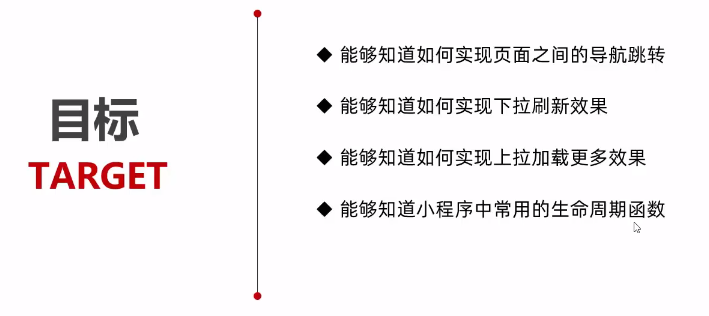 目标
TARGET
◆ 能够知道如何实现页面之间的导航跳转
◆ 能够知道如何实现下拉刷新效果
◆ 能够知道如何实现上拉加载更多效果
◆ 能够知道小程序中常用的生命周期函数